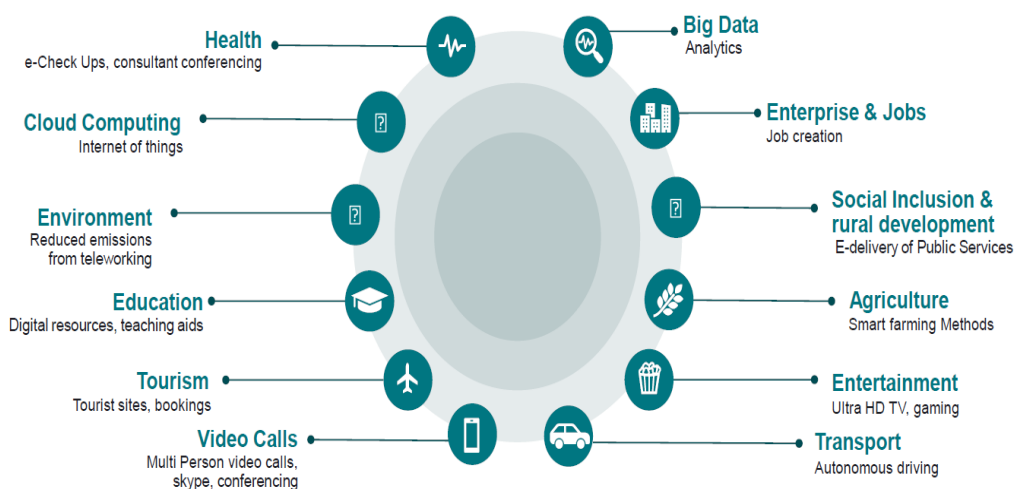 Health
e-Check Ups, consultant conferencing
Cloud Computing
Internet of things
Environment
Reduced emissions
from teleworking
Education
Digital resources, teaching aids
Tourism
Tourist sites, bookings
Video Calls
Multi Person video calls,
skype, conferencing
Big Data
Analytics
Enterprise & Jobs
Job creation
Social Inclusion &
rural development
E-delivery of Public Services
Agriculture
Smart farming Methods
Entertainment
Ultra HD TV, gaming
Transport
Autonomous driving